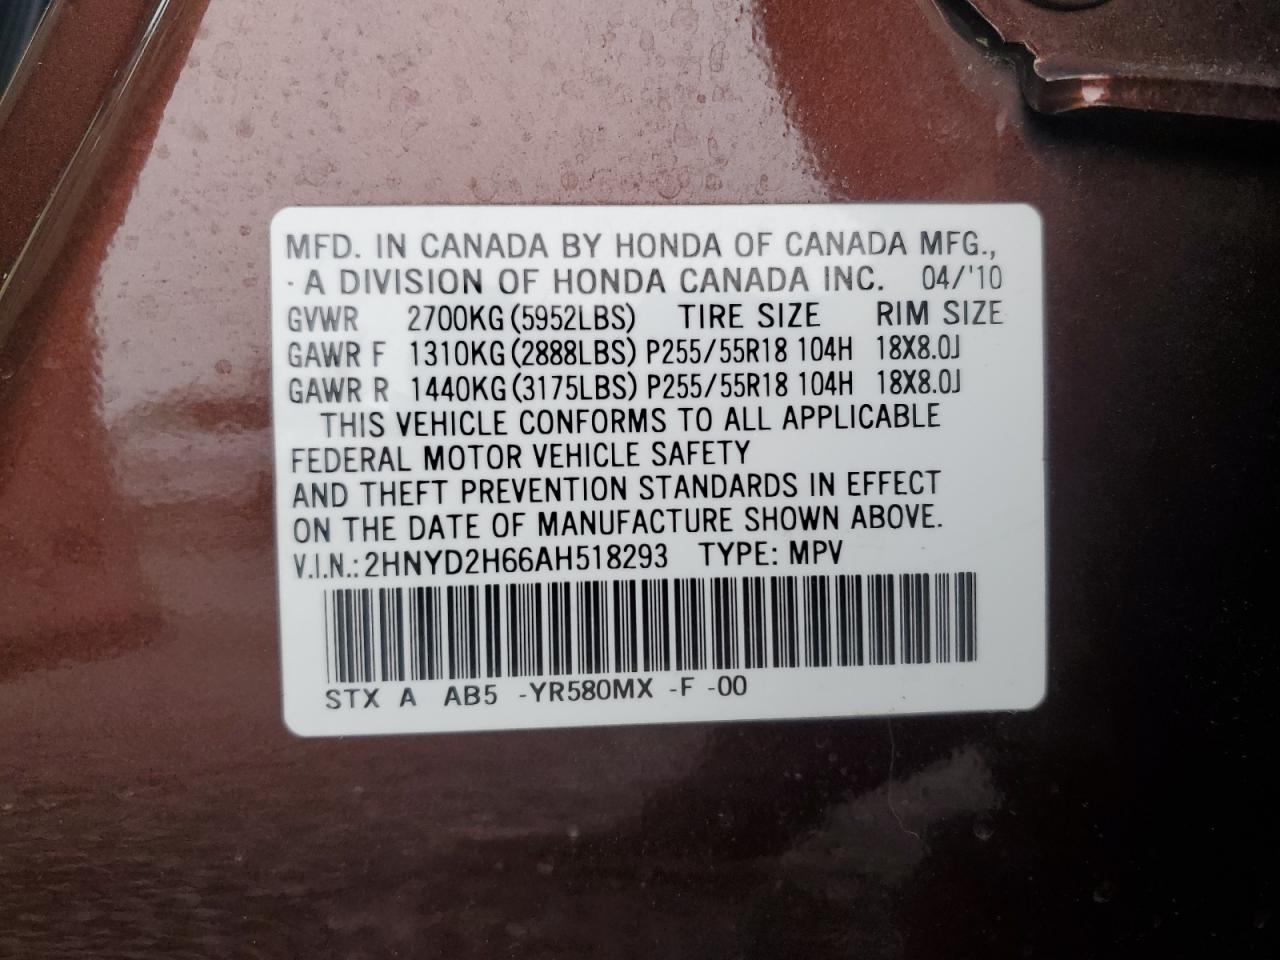 MFD. IN CANADA BY HONDA OF CANADA MFG.,
·A DIVISION OF HONDA CANADA INC. 04/'10
GVWR 2700KG(5952LBS) TIRE SIZE RIM SIZE
GAWR F 1310KG(2888LBS) P255/55R18 104H 18X8.0J
GAWR R 1440KG(3175LBS) P255/55R18 104H 18X8.0J
THIS VEHICLE CONFORMS TO ALL APPLICABLE
FEDERAL MOTOR VEHICLE SAFETY
AND THEFT PREVENTION STANDARDS IN EFFECT
ON THE DATE OF MANUFACTURE SHOWN ABOVE.
V.I.N.: 2HNYD2H66AH518293 TYPE: MPV
STX A AB5 -YR580MX -F -00